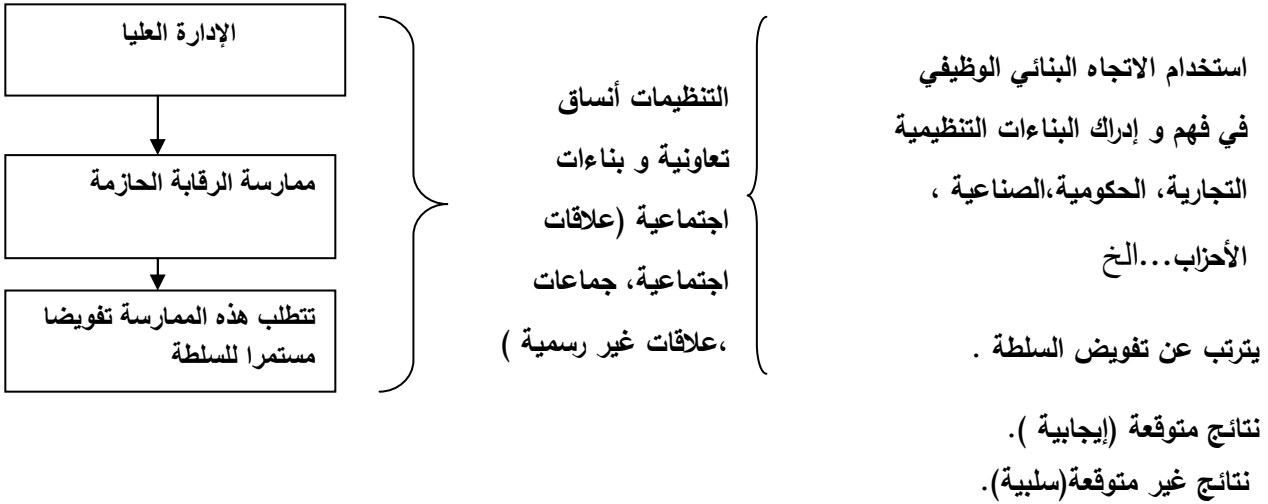 استخدام الاتجاه البنائي الوظيفي
في فهم و إدراك البناءات التنظيمية
التجارية، الحكومية،الصناعية ،
الأحزاب...الخ
يترتب عن تفويض السلطة .
نتائج متوقعة (إيجابية ).
نتائج غير متوقعة(سلبية).
التنظيمات أنساق
تعاونية و بناءات
اجتماعية (علاقات
اجتماعية، جماعات
،علاقات غير رسمية )
الإدارة العليا
ممارسة الرقابة الحازمة
تتطلب هذه الممارسة تفويضا
مستمرا للسلطة